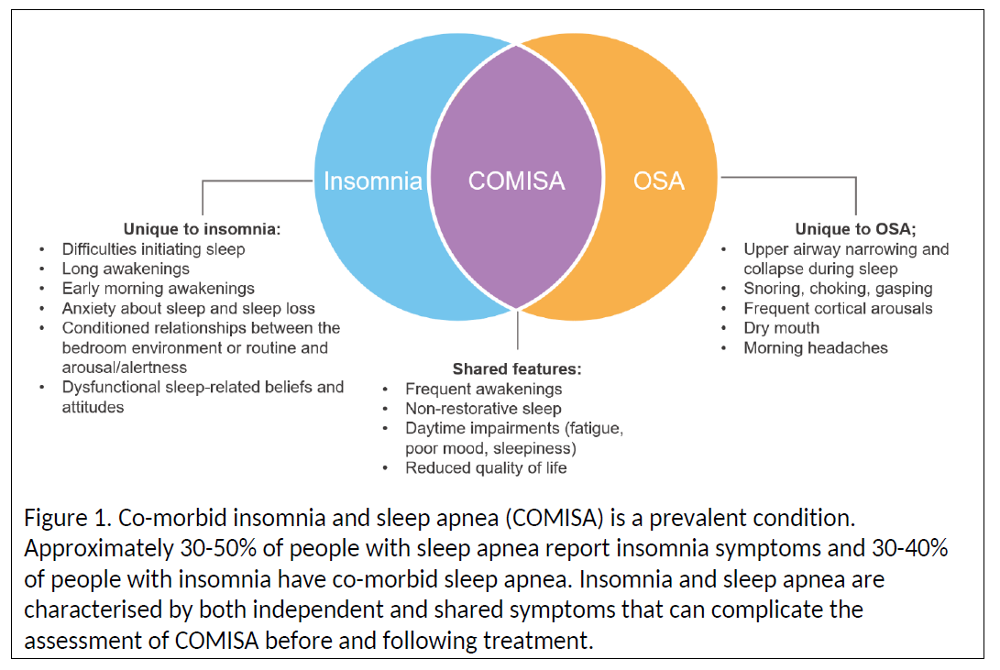 Insomnia
COMISA
OSA
Unique to insomnia:
• Difficulties initiating sleep
• Long awakenings
• Early morning awakenings
• Anxiety about sleep and sleep loss
• Conditioned relationships between the
bedroom environment or routine and
arousal/alertness
• Dysfunctional sleep-related beliefs and
attitudes
Shared features:
• Frequent awakenings
• Non-restorative sleep
• Daytime impairments (fatigue,
poor mood, sleepiness)
• Reduced quality of life
Unique to OSA;
• Upper airway narrowing and
collapse during sleep
• Snoring, choking, gasping
• Frequent cortical arousals
• Dry mouth
• Morning headaches
Figure 1. Co-morbid insomnia and sleep apnea (COMISA) is a prevalent condition.
Approximately 30-50% of people with sleep apnea report insomnia symptoms and 30-40%
of people with insomnia have co-morbid sleep apnea. Insomnia and sleep apnea are
characterised by both independent and shared symptoms that can complicate the
assessment of COMISA before and following treatment.